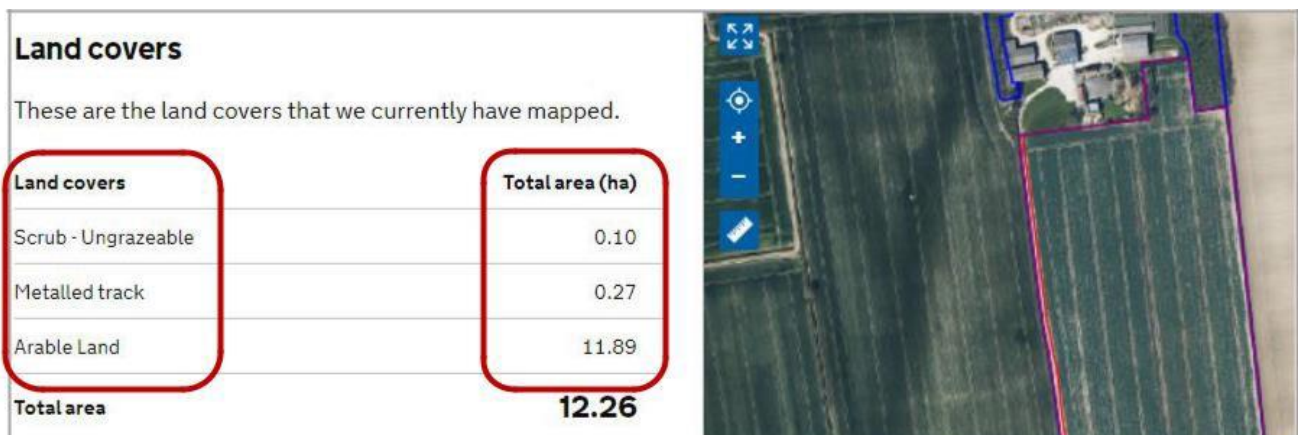 Land covers
These are the land covers that we currently have mapped.
Land covers Total area (ha)
Scrub - Ungrazeable 0.10
Metalled track 0.27
Arable Land 11.89
Total area 12.26